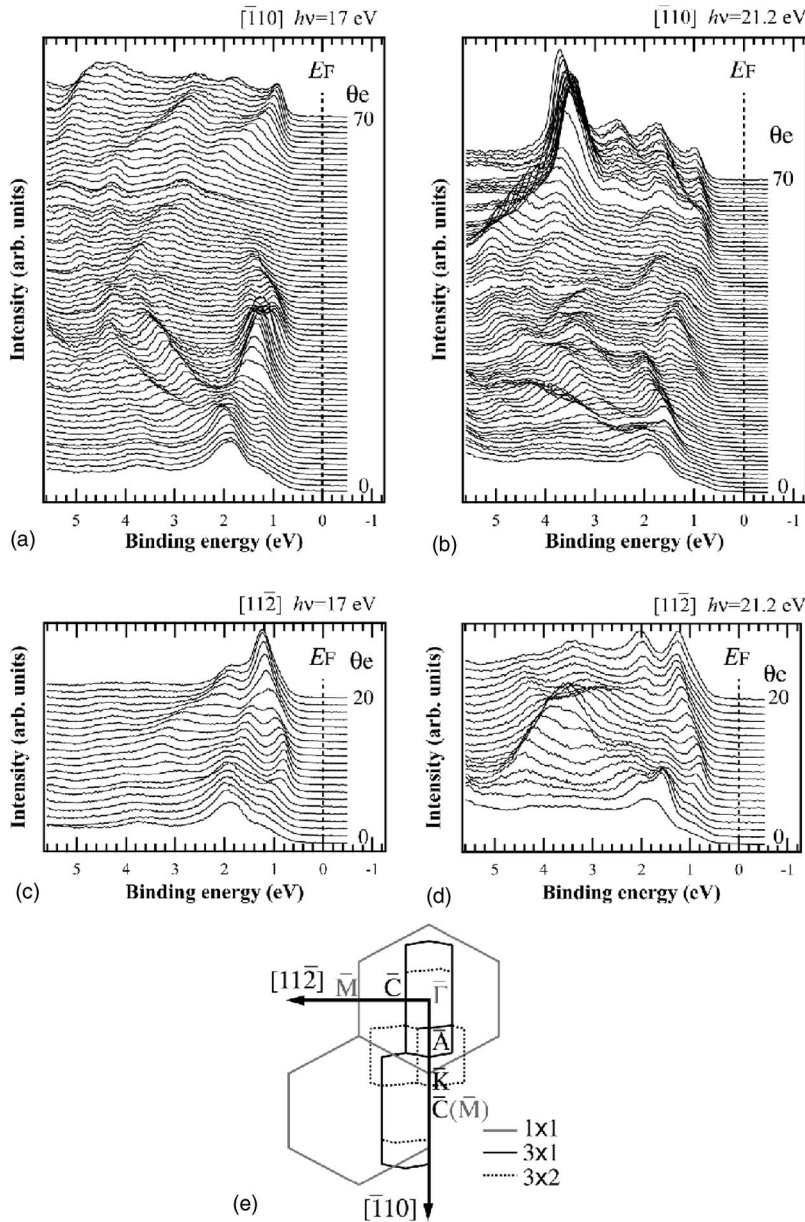 [1̄10] hν=17 eV
EF
θe
70
0
Intensity (arb. units)
5 4 3 2 1 0 -1
Binding energy (eV)
(a)
[1̄10] hν=21.2 eV
EF
θe
70
0
Intensity (arb. units)
5 4 3 2 1 0 -1
Binding energy (eV)
(b)
[112̄] hν=17 eV
EF
θe
20
0
Intensity (arb. units)
5 4 3 2 1 0 -1
Binding energy (eV)
(c)
[112̄] hν=21.2 eV
EF
θe
20
0
Intensity (arb. units)
5 4 3 2 1 0 -1
Binding energy (eV)
(d)
[112̄] M̄ C̄ Γ̄
Ā
K̄
C̄(M̄)
1x1
3x1
3x2
[1̄10]
(e)